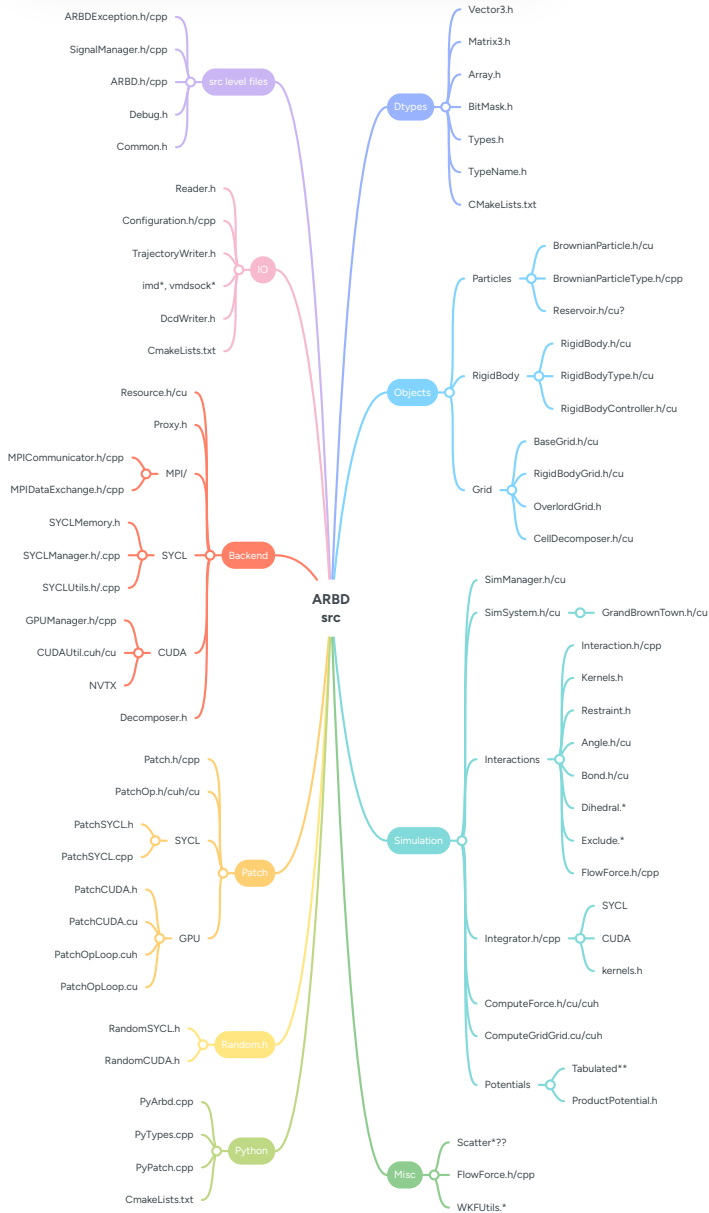 ARBDException.h/cpp
SignalManager.h/cpp
ARBD.h/cpp
Debug.h
Common.h
src level files
Reader.h
Configuration.h/cpp
TrajectoryWriter.h
imd*, vmdsock*
DcdWriter.h
CmakeLists.txt
IO
Resource.h/cu
Proxy.h
MPICommunicator.h/cpp
MPIDataExchange.h/cpp
MPI/
SYCLMemory.h
SYCLManager.h/.cpp
SYCLUtils.h/.cpp
SYCL
GPUManager.h/cpp
CUDAUtil.cuh/cu
NVTX
CUDA
Decomposer.h
Backend
Patch.h/cpp
PatchOp.h/cuh/cu
PatchSYCL.h
PatchSYCL.cpp
SYCL
PatchCUDA.h
PatchCUDA.cu
PatchOpLoop.cuh
PatchOpLoop.cu
GPU
Patch
RandomSYCL.h
RandomCUDA.h
Random.h
PyArbd.cpp
PyTypes.cpp
PyPatch.cpp
CmakeLists.txt
Python
ARBD
src
Dtypes
Vector3.h
Matrix3.h
Array.h
BitMask.h
Types.h
TypeName.h
CMakeLists.txt
Objects
Particles
BrownianParticle.h/cu
BrownianParticleType.h/cpp
Reservoir.h/cu?
RigidBody
RigidBody.h/cu
RigidBodyType.h/cu
RigidBodyController.h/cu
Grid
BaseGrid.h/cu
RigidBodyGrid.h/cu
OverlordGrid.h
CellDecomposer.h/cu
Simulation
SimManager.h/cu
SimSystem.h/cu
GrandBrownTown.h/cu
Interactions
Interaction.h/cpp
Kernels.h
Restraint.h
Angle.h/cu
Bond.h/cu
Dihedral.*
Exclude.*
FlowForce.h/cpp
Integrator.h/cpp
SYCL
CUDA
kernels.h
ComputeForce.h/cu/cuh
ComputeGridGrid.cu/cuh
Potentials
Tabulated**
ProductPotential.h
Misc
Scatter*??
FlowForce.h/cpp
WKFUtils.*